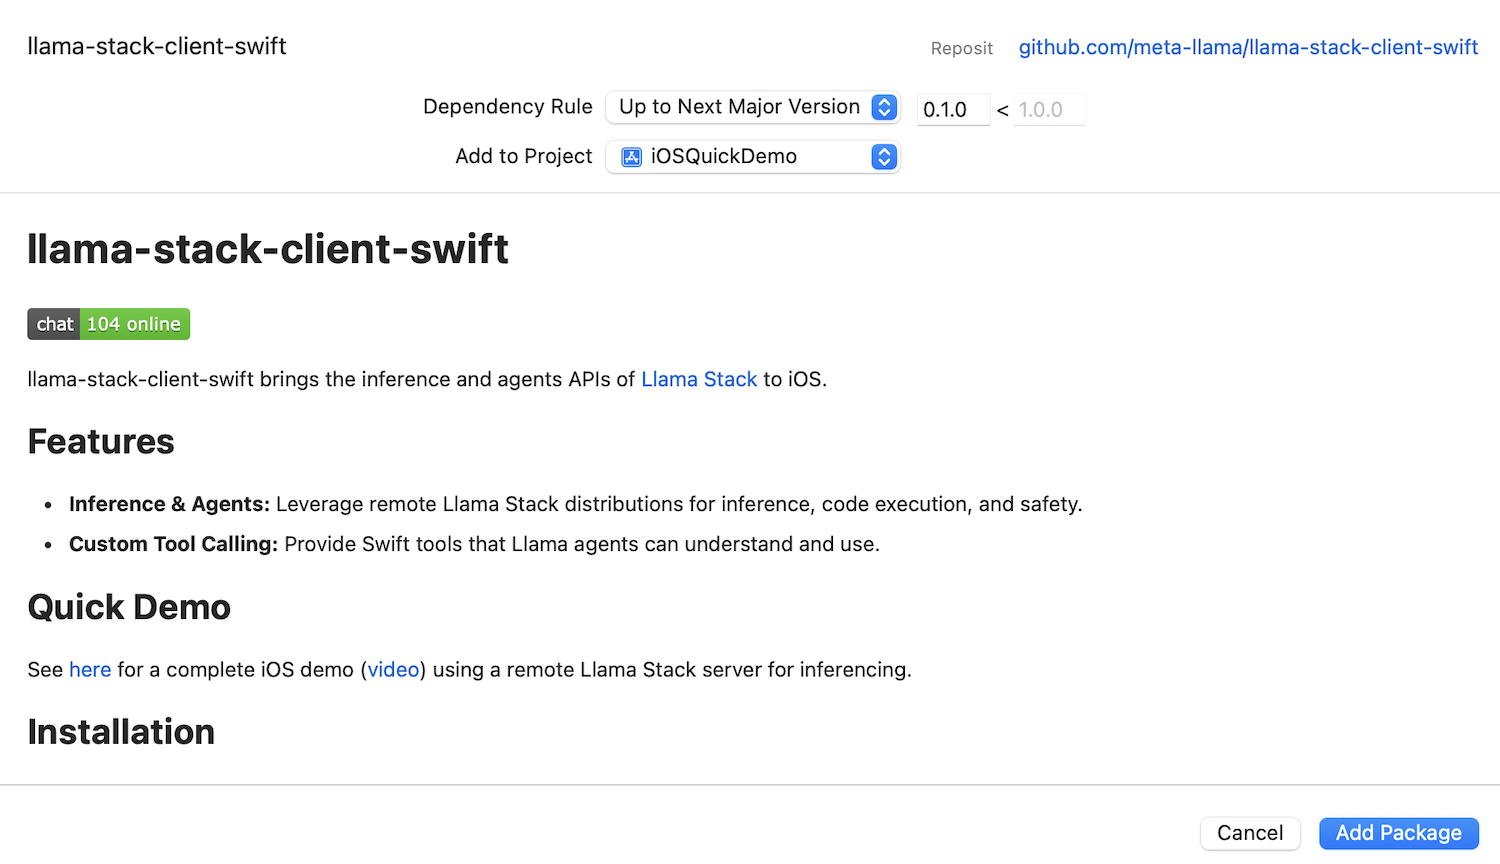 llama-stack-client-swift
Reposit github.com/meta-llama/llama-stack-client-swift
Dependency Rule Up to Next Major Version 0.1.0 < 1.0.0
Add to Project iOSQuickDemo
llama-stack-client-swift
chat 104 online
llama-stack-client-swift brings the inference and agents APIs of Llama Stack to iOS.
Features
• Inference & Agents: Leverage remote Llama Stack distributions for inference, code execution, and safety.
• Custom Tool Calling: Provide Swift tools that Llama agents can understand and use.
Quick Demo
See here for a complete iOS demo (video) using a remote Llama Stack server for inferencing.
Installation
Cancel Add Package